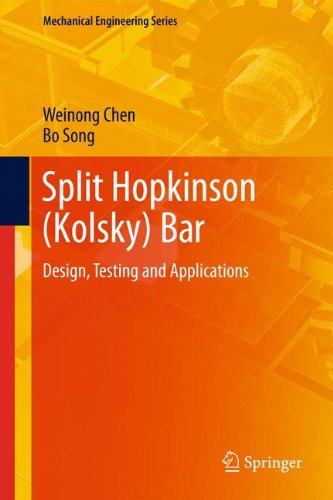 Mechanical Engineering Series
Weinong Chen
Bo Song
Split Hopkinson
(Kolsky) Bar
Design, Testing and Applications
Springer